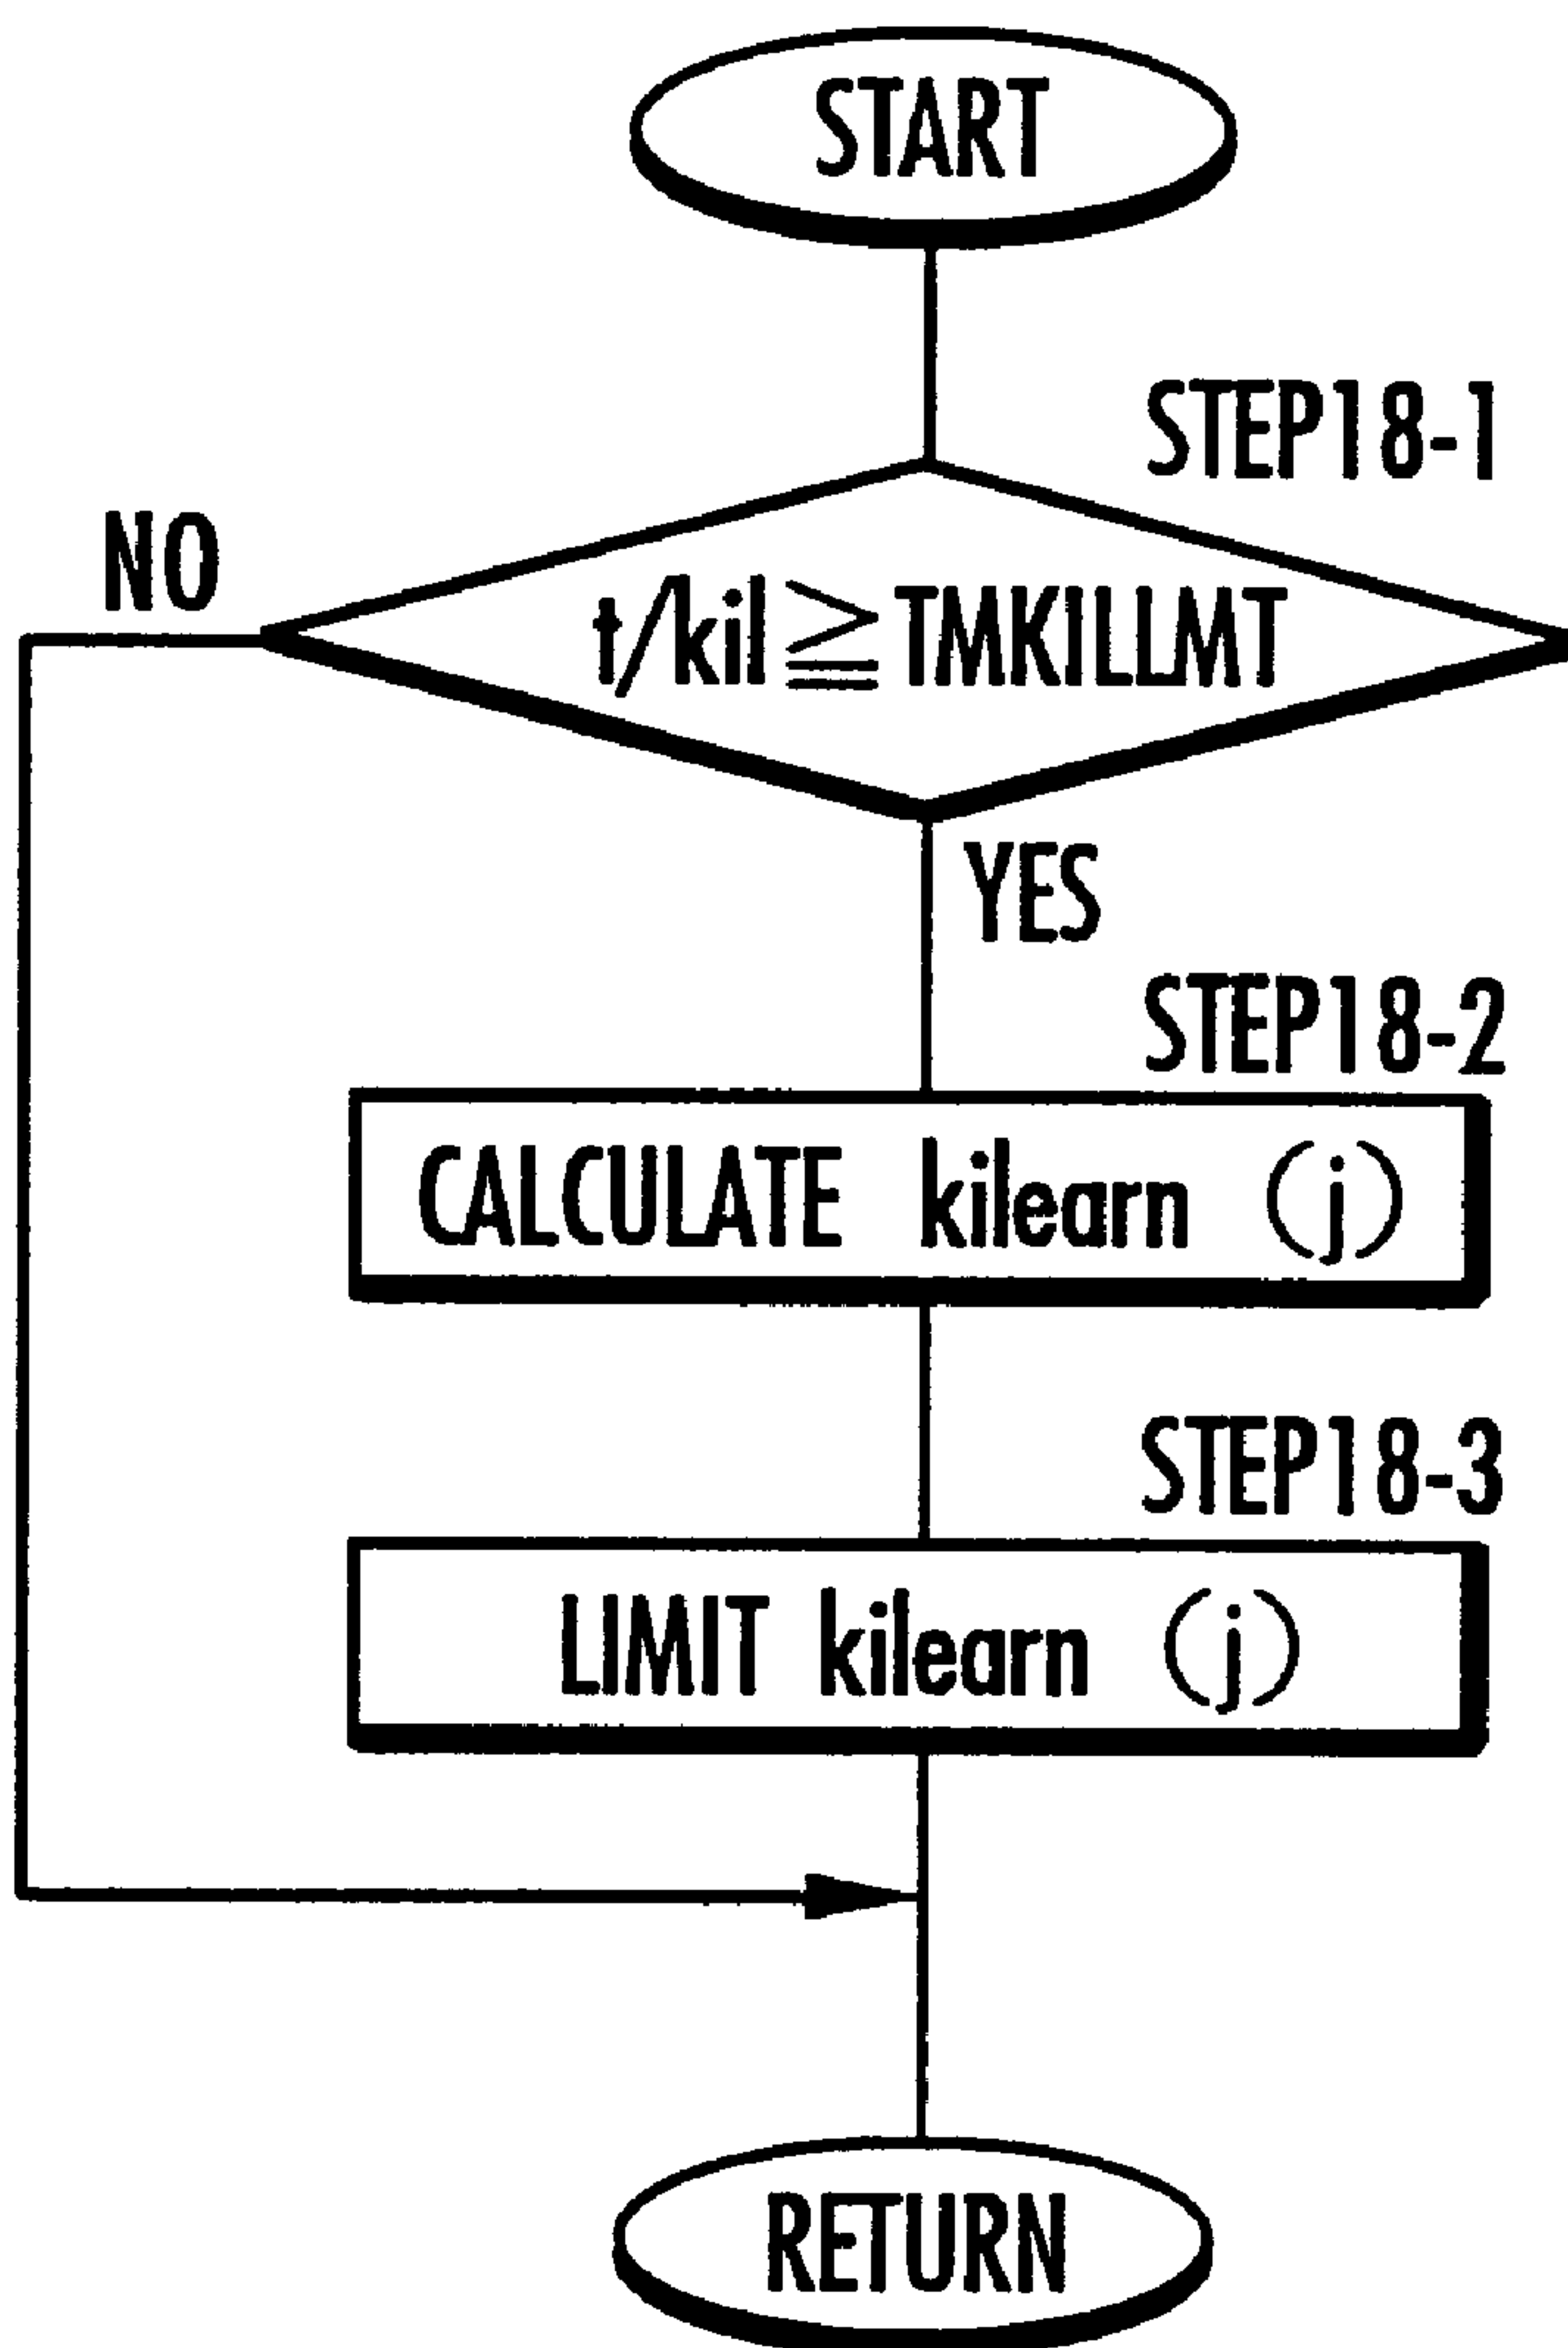 START
STEP18-1
NO
t/kil≧TMKILLMT
YES
STEP18-2
CALCULATE kilearn (j)
STEP18-3
LIMIT kilearn (j)
RETURN